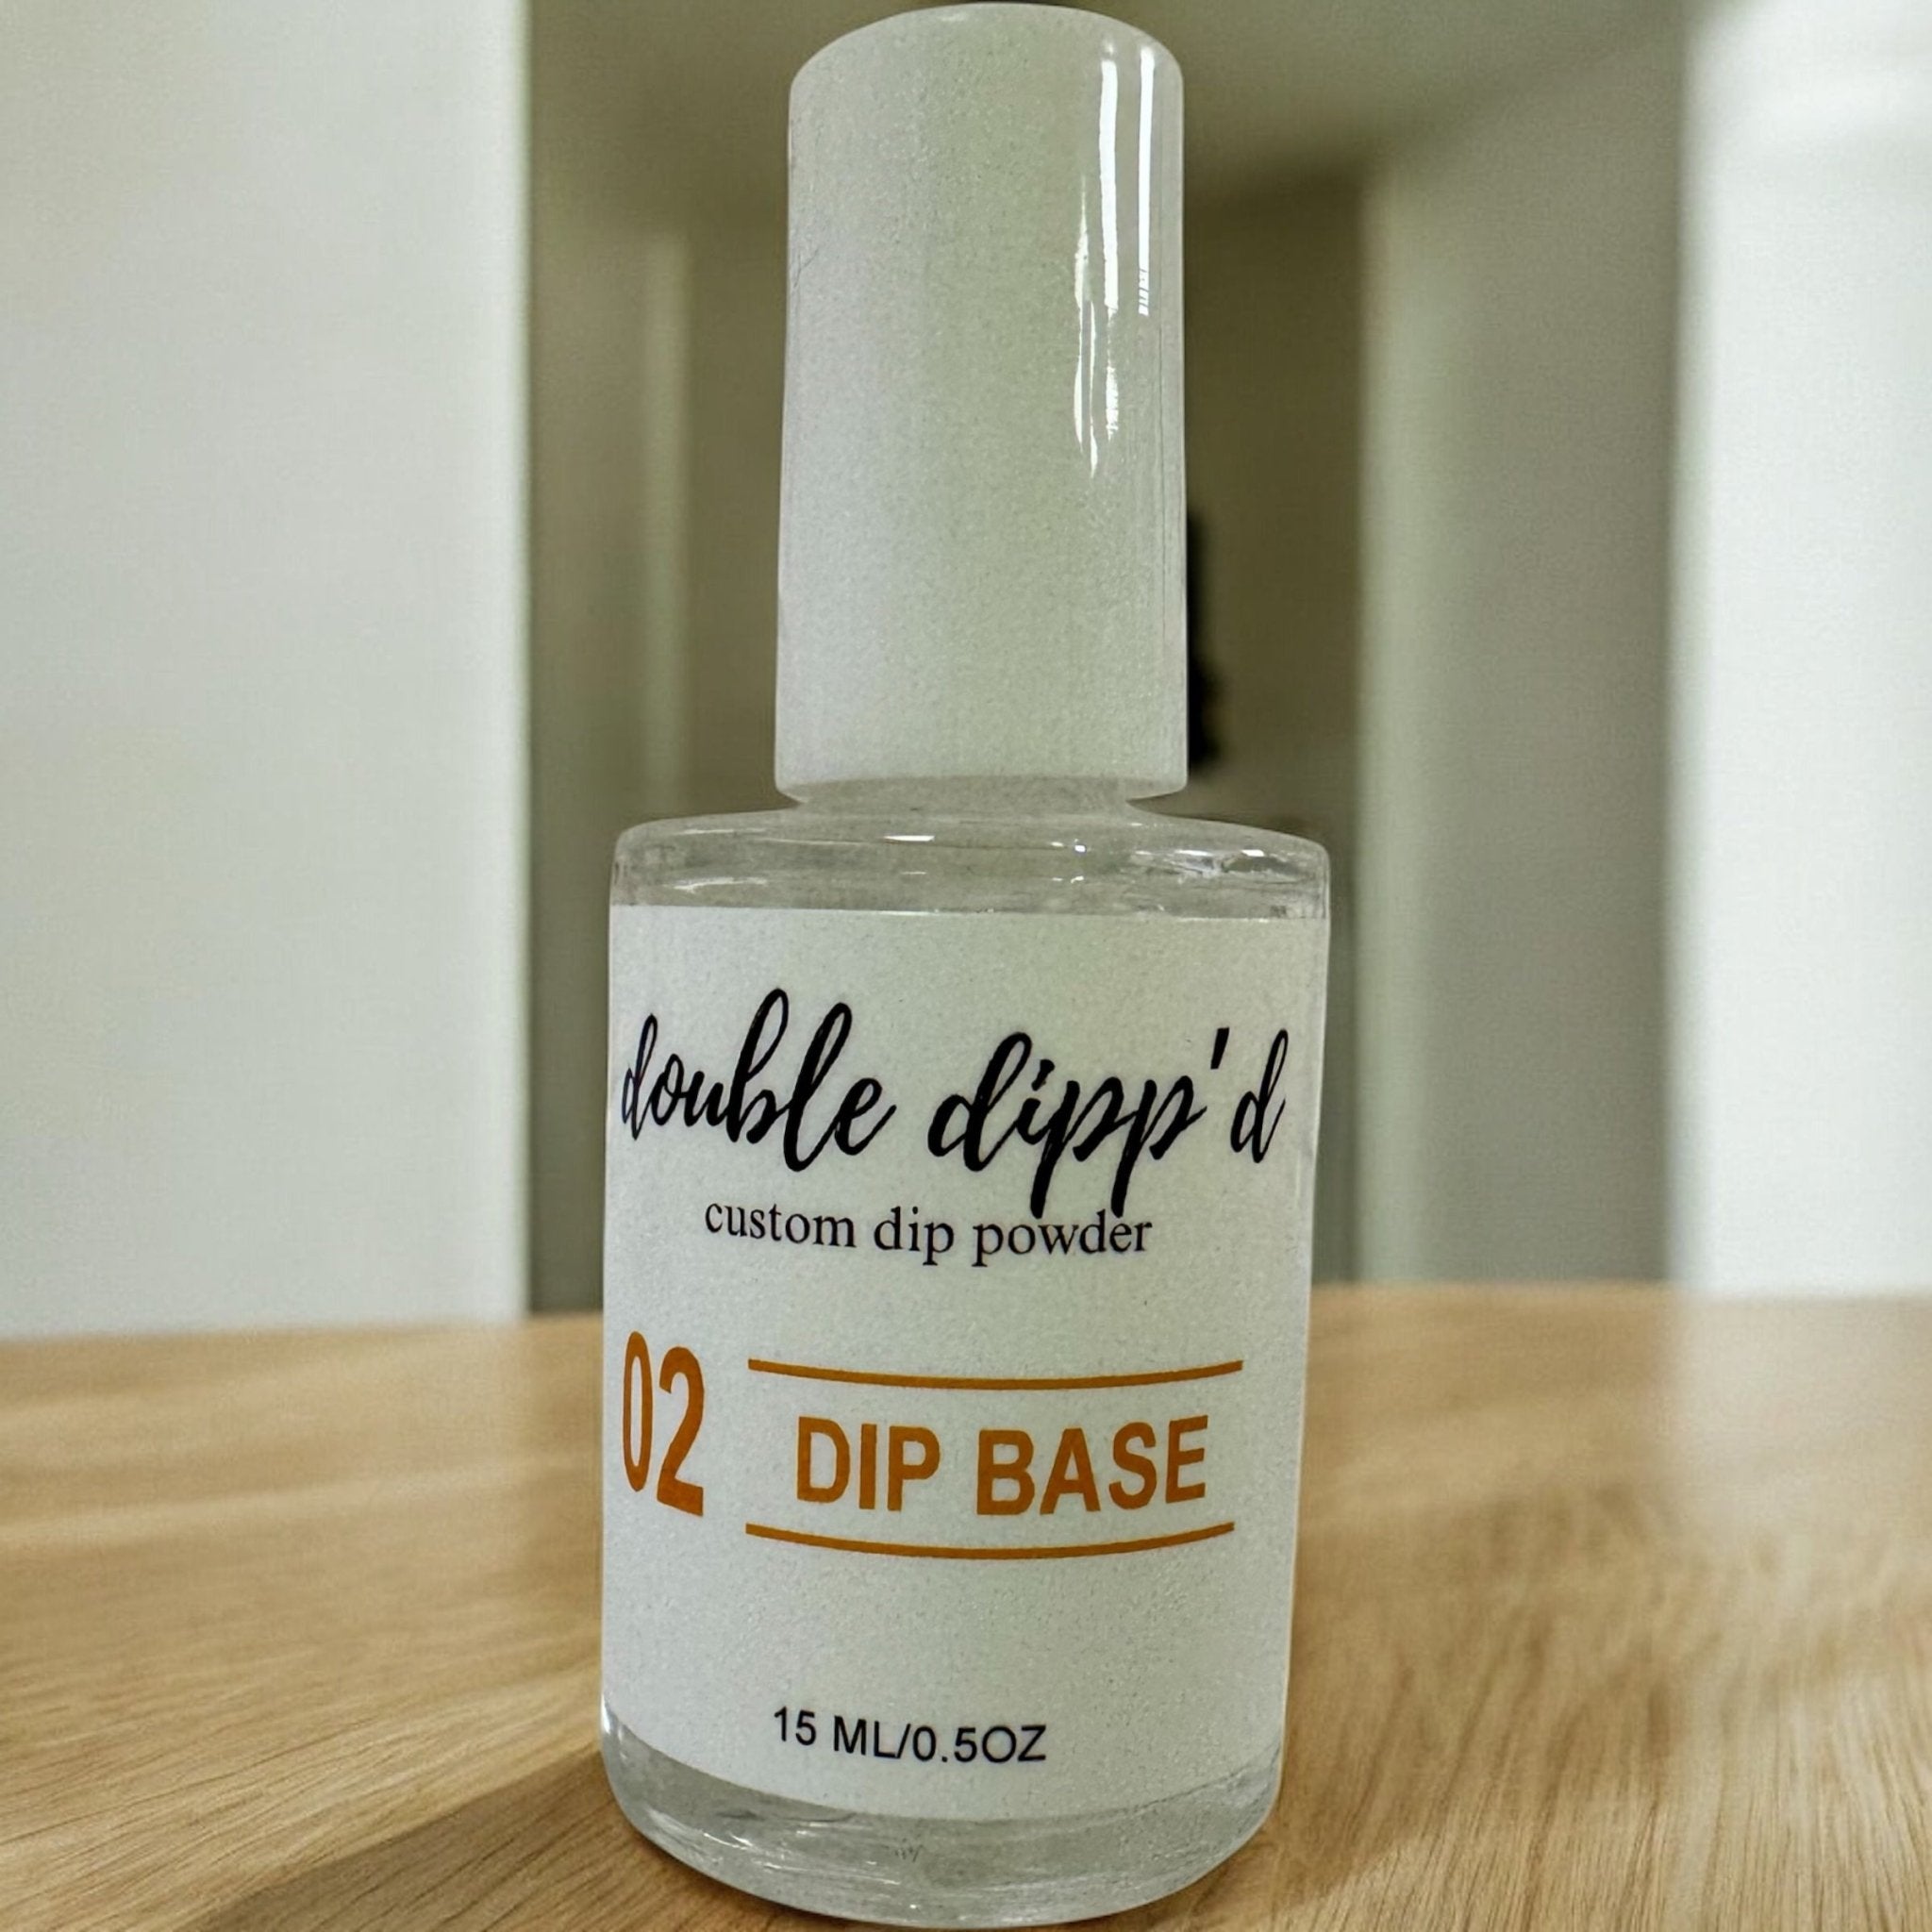 double dipp'd
custom dip powder
02 DIP BASE
15 ML/0.5OZ